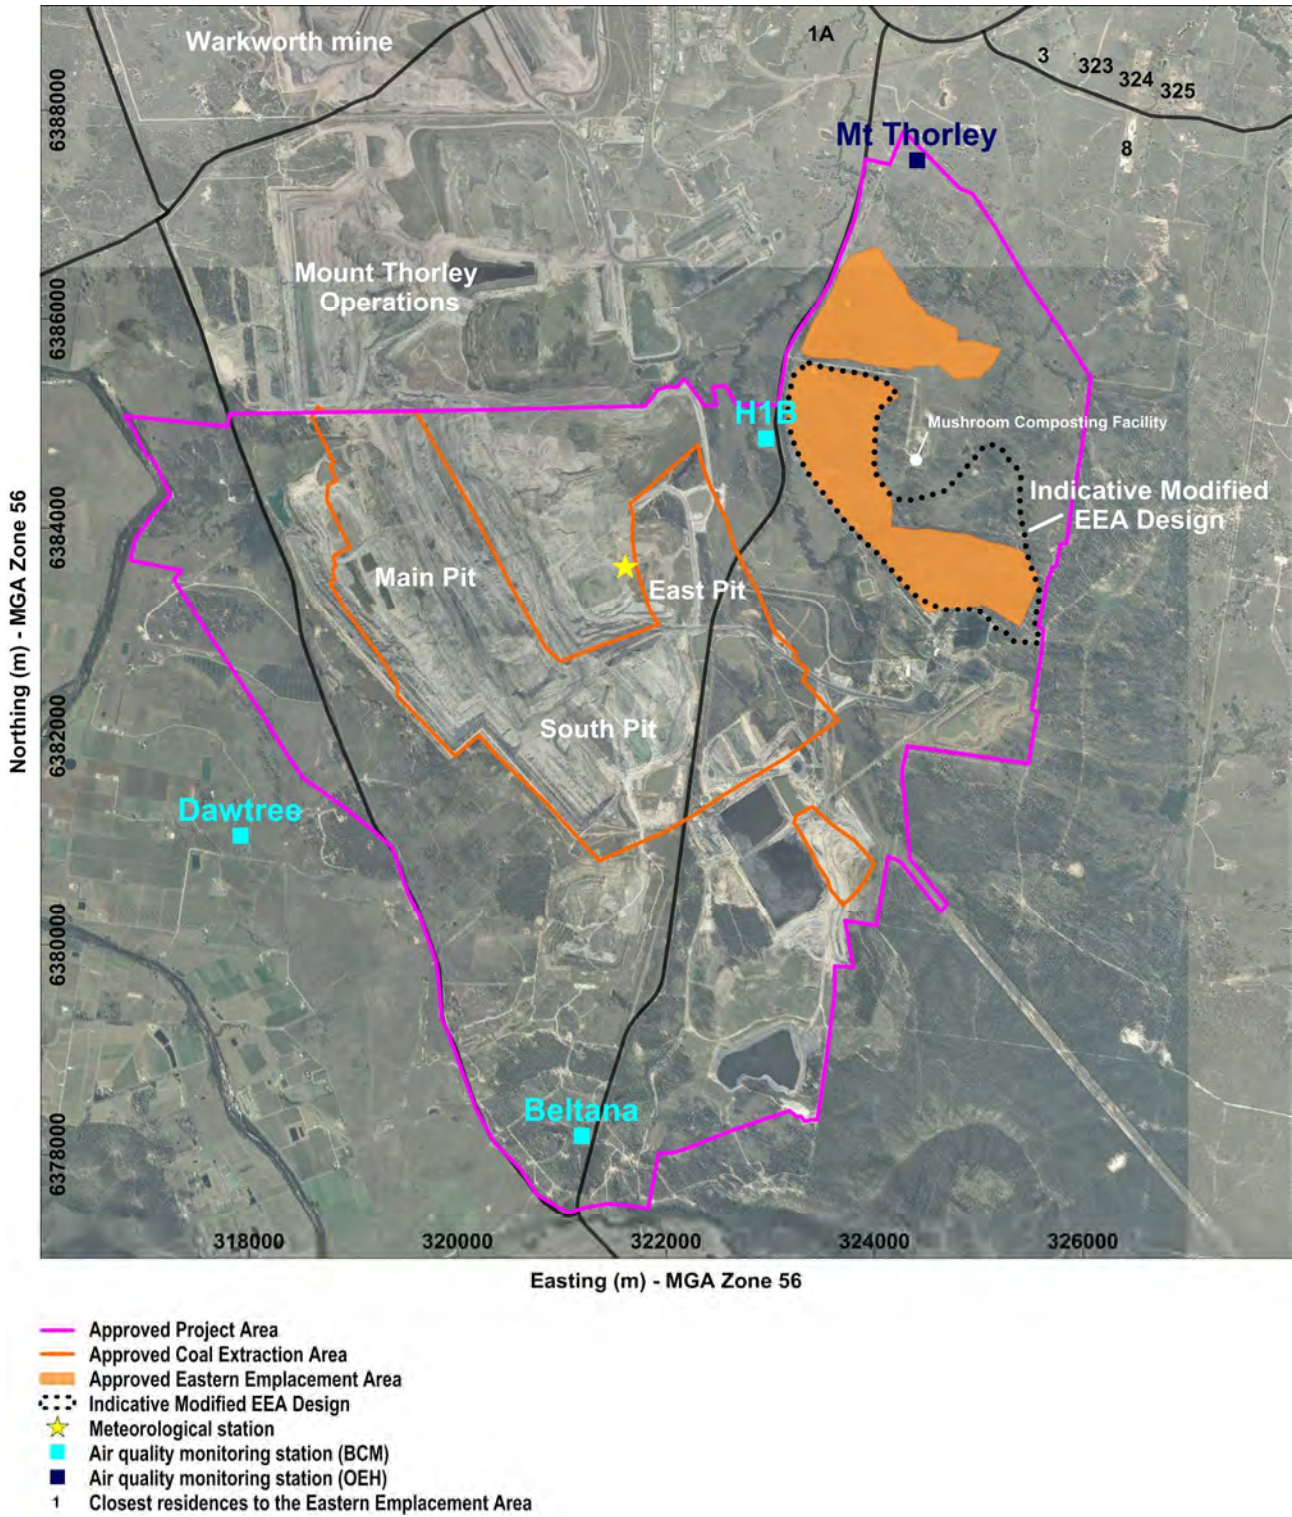 Warkworth mine
1A
3
323
324
325
8
Mt Thorley
Mount Thorley
Operations
H1B
Mushroom Composting Facility
Indicative Modified
EEA Design
Main Pit
East Pit
South Pit
Dawtree
Beltana
6388000
6386000
6384000
6382000
6380000
6378000
Northing (m) - MGA Zone 56
318000
320000
322000
324000
326000
Easting (m) - MGA Zone 56
Approved Project Area
Approved Coal Extraction Area
Approved Eastern Emplacement Area
Indicative Modified EEA Design
Meteorological station
Air quality monitoring station (BCM)
Air quality monitoring station (OEH)
1 Closest residences to the Eastern Emplacement Area